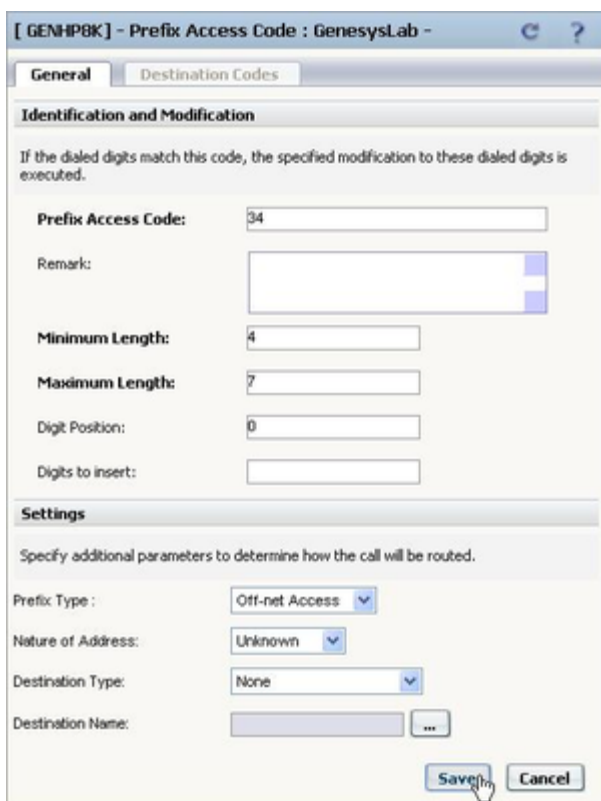 [ GENHP8K] - Prefix Access Code : GenesysLab -
?
General
Destination Codes
Identification and Modification
If the dialed digits match this code, the specified modification to these dialed digits is
executed.
Prefix Access Code: 34
Remark:
Minimum Length: 4
Maximum Length: 7
Digit Position: 0
Digits to insert:
Settings
Specify additional parameters to determine how the call will be routed.
Prefix Type : Off-net Access
Nature of Address: Unknown
Destination Type: None
Destination Name: ...
Save Cancel